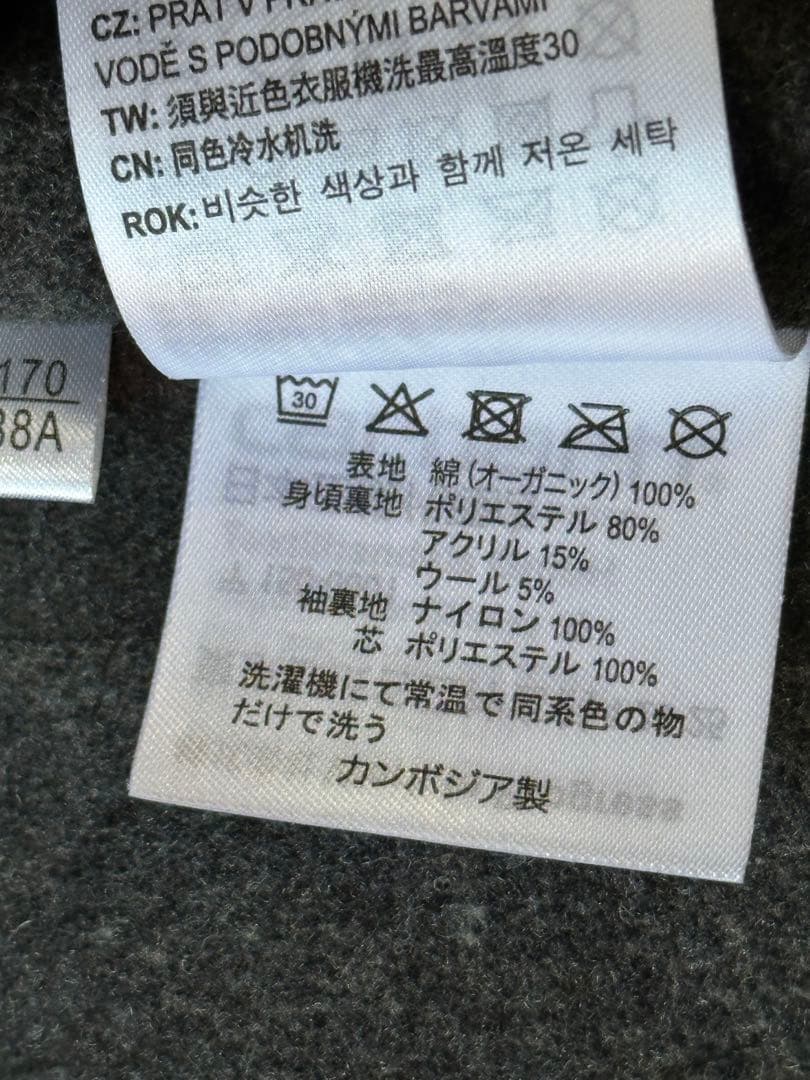 CZ: PRÁT V
VODĚ S PODOBNÝMI BARVAMI
TW: 須與近色衣服機洗最高溫度30
CN: 同色冷水机洗
ROK: 비슷한 색상과 함께 저온 세탁
170
88A
30
表地 綿 (オーガニック) 100%
身頃裏地 ポリエステル 80%
アクリル 15%
ウール 5%
袖裏地 ナイロン 100%
芯 ポリエステル 100%
洗濯機にて常温で同系色の物
だけで洗う
カンボジア製